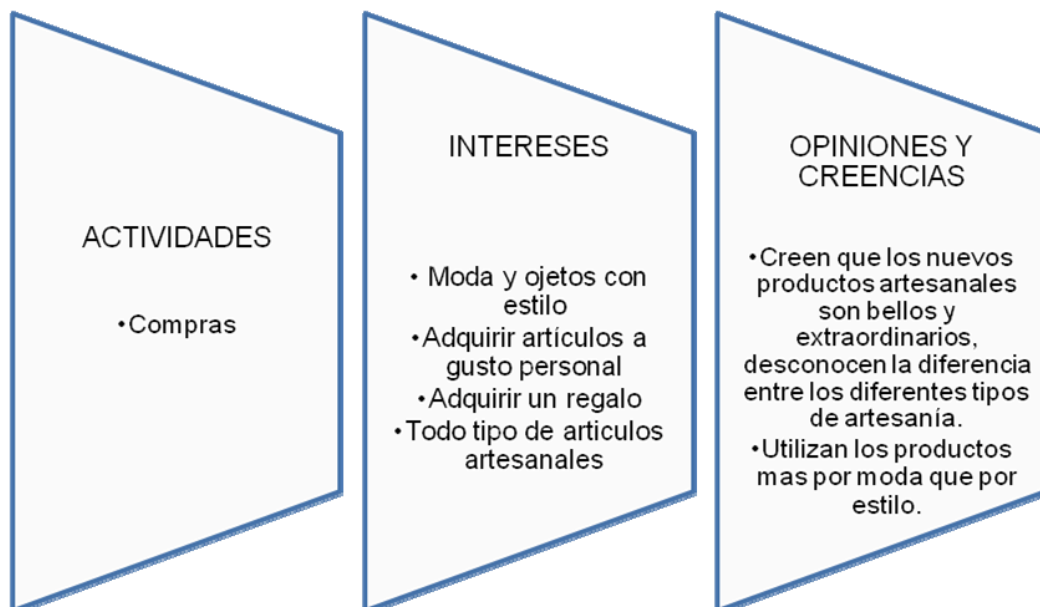 ACTIVIDADES
•Compras
INTERESES
• Moda y ojetos con
estilo
•Adquirir artículos a
gusto personal
•Adquirir un regalo
•Todo tipo de articulos
artesanales
OPINIONES Y
CREENCIAS
•Creen que los nuevos
productos artesanales
son bellos y
extraordinarios,
desconocen la diferencia
entre los diferentes tipos
de artesanía.
•Utilizan los productos
mas por moda que por
estilo.